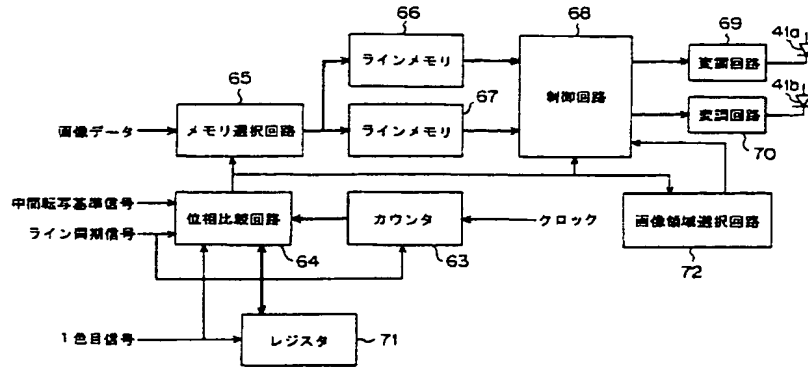 66
68
69
41a
ラインメモリ
変調回路
65
67
制御回路
41b
画像データ
メモリ選択回路
ラインメモリ
変調回路
70
中間転写基準信号
位相比較回路
カウンタ
クロック
画像領域選択回路
ライン同期信号
64
63
72
1色目信号
レジスタ
71